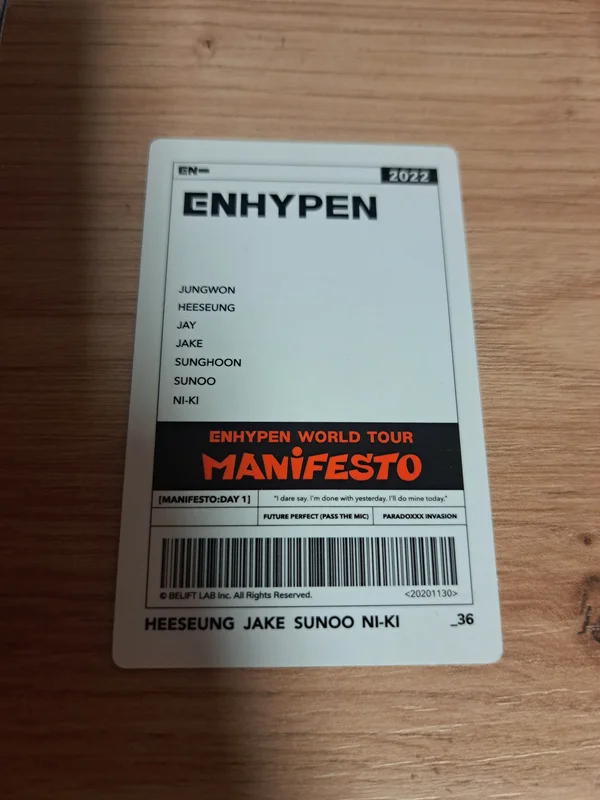 EN–
2022
ENHYPEN
JUNGWON
HEESEUNG
JAY
JAKE
SUNGHOON
SUNOO
NI-KI
ENHYPEN WORLD TOUR
MANiFESTO
[MANIFESTO:DAY 1]
"I dare say. I'm done with yesterday. I'll do mine today."
FUTURE PERFECT (PASS THE MIC)
PARADOXXX INVASION
© BELIFT LAB Inc. All Rights Reserved.
<20201130>
HEESEUNG JAKE SUNOO NI-KI
_36